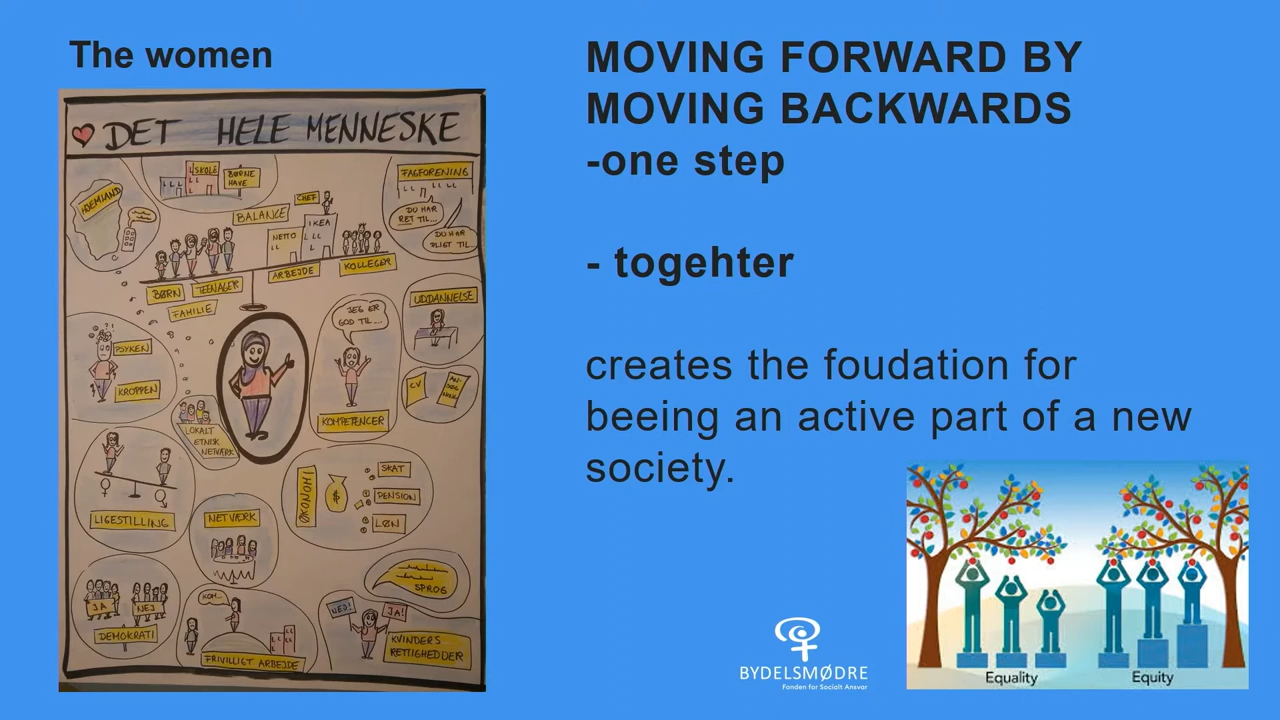 The women
DET HELE MENNESKE
HJEMLAND
SKOLE
BØRNE
HAVE
FAGFORENING
DU HAR
RET TIL...
DU HAR
PLIGT TIL...
CHEF
BALANCE
IKEA
NETTO
ARBEJDE
KOLLEGER
BØRN
TEENAGER
FAMILIE
UDDANNELSE
JEG ER
GOD TIL...
PSYKEN
KROPPEN
CV
KOMPETENCER
LOKALT
ETNISK
NETVÆRK
LIGESTILLING
NETVÆRK
ØKONOMI
$
SKAT
PENSION
LØN
SPROG
JA
NEJ
DEMOKRATI
KOM...
FRIVILLIGT ARBEJDE
NEJ!
JA!
KVINDERS
RETTIGHEDER
MOVING FORWARD BY
MOVING BACKWARDS
-one step
- togehter
creates the foudation for
beeing an active part of a new
society.
BYDELSMØDRE
Fonden for Socialt Ansvar
Equality
Equity